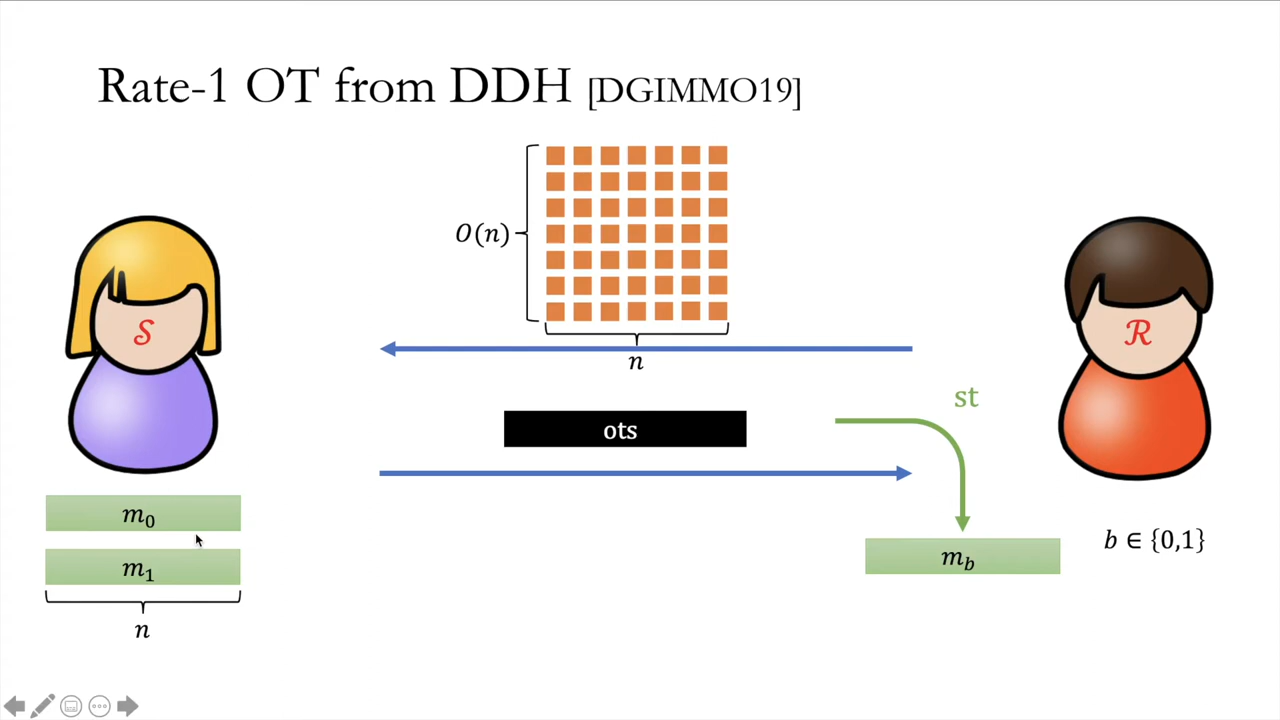 Rate-1 OT from DDH [DGIMMO19]
O(n)
n
S
R
st
ots
m₀
m₁
n
m_b
b ∈ {0,1}